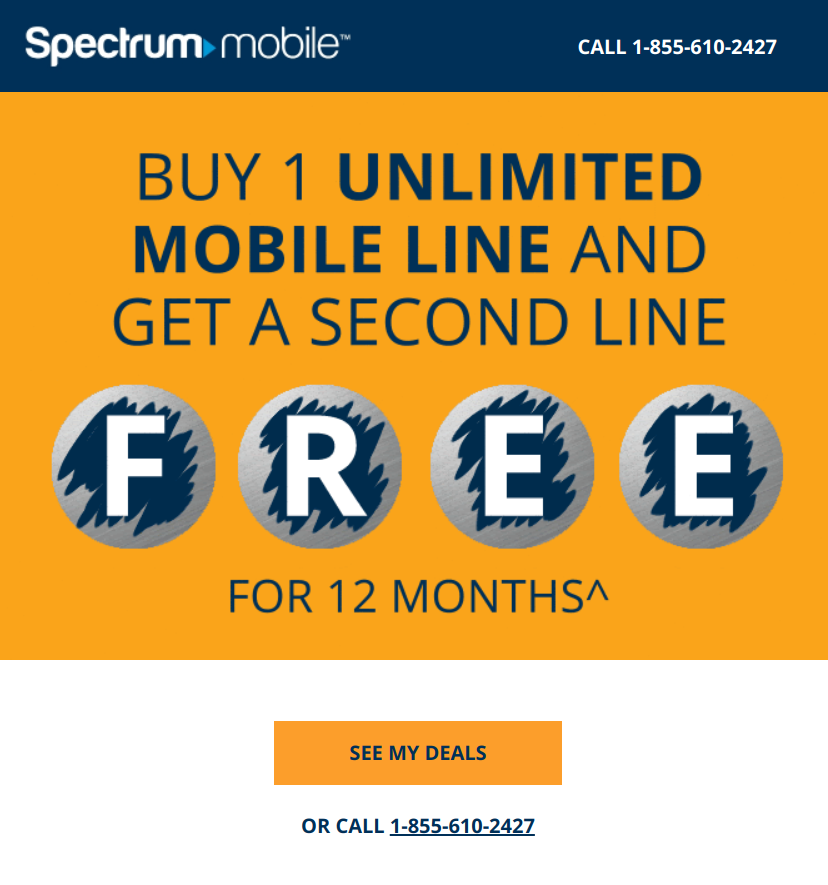 Spectrum mobile™
CALL 1-855-610-2427
BUY 1 UNLIMITED
MOBILE LINE AND
GET A SECOND LINE
FREE
FOR 12 MONTHS^
SEE MY DEALS
OR CALL 1-855-610-2427